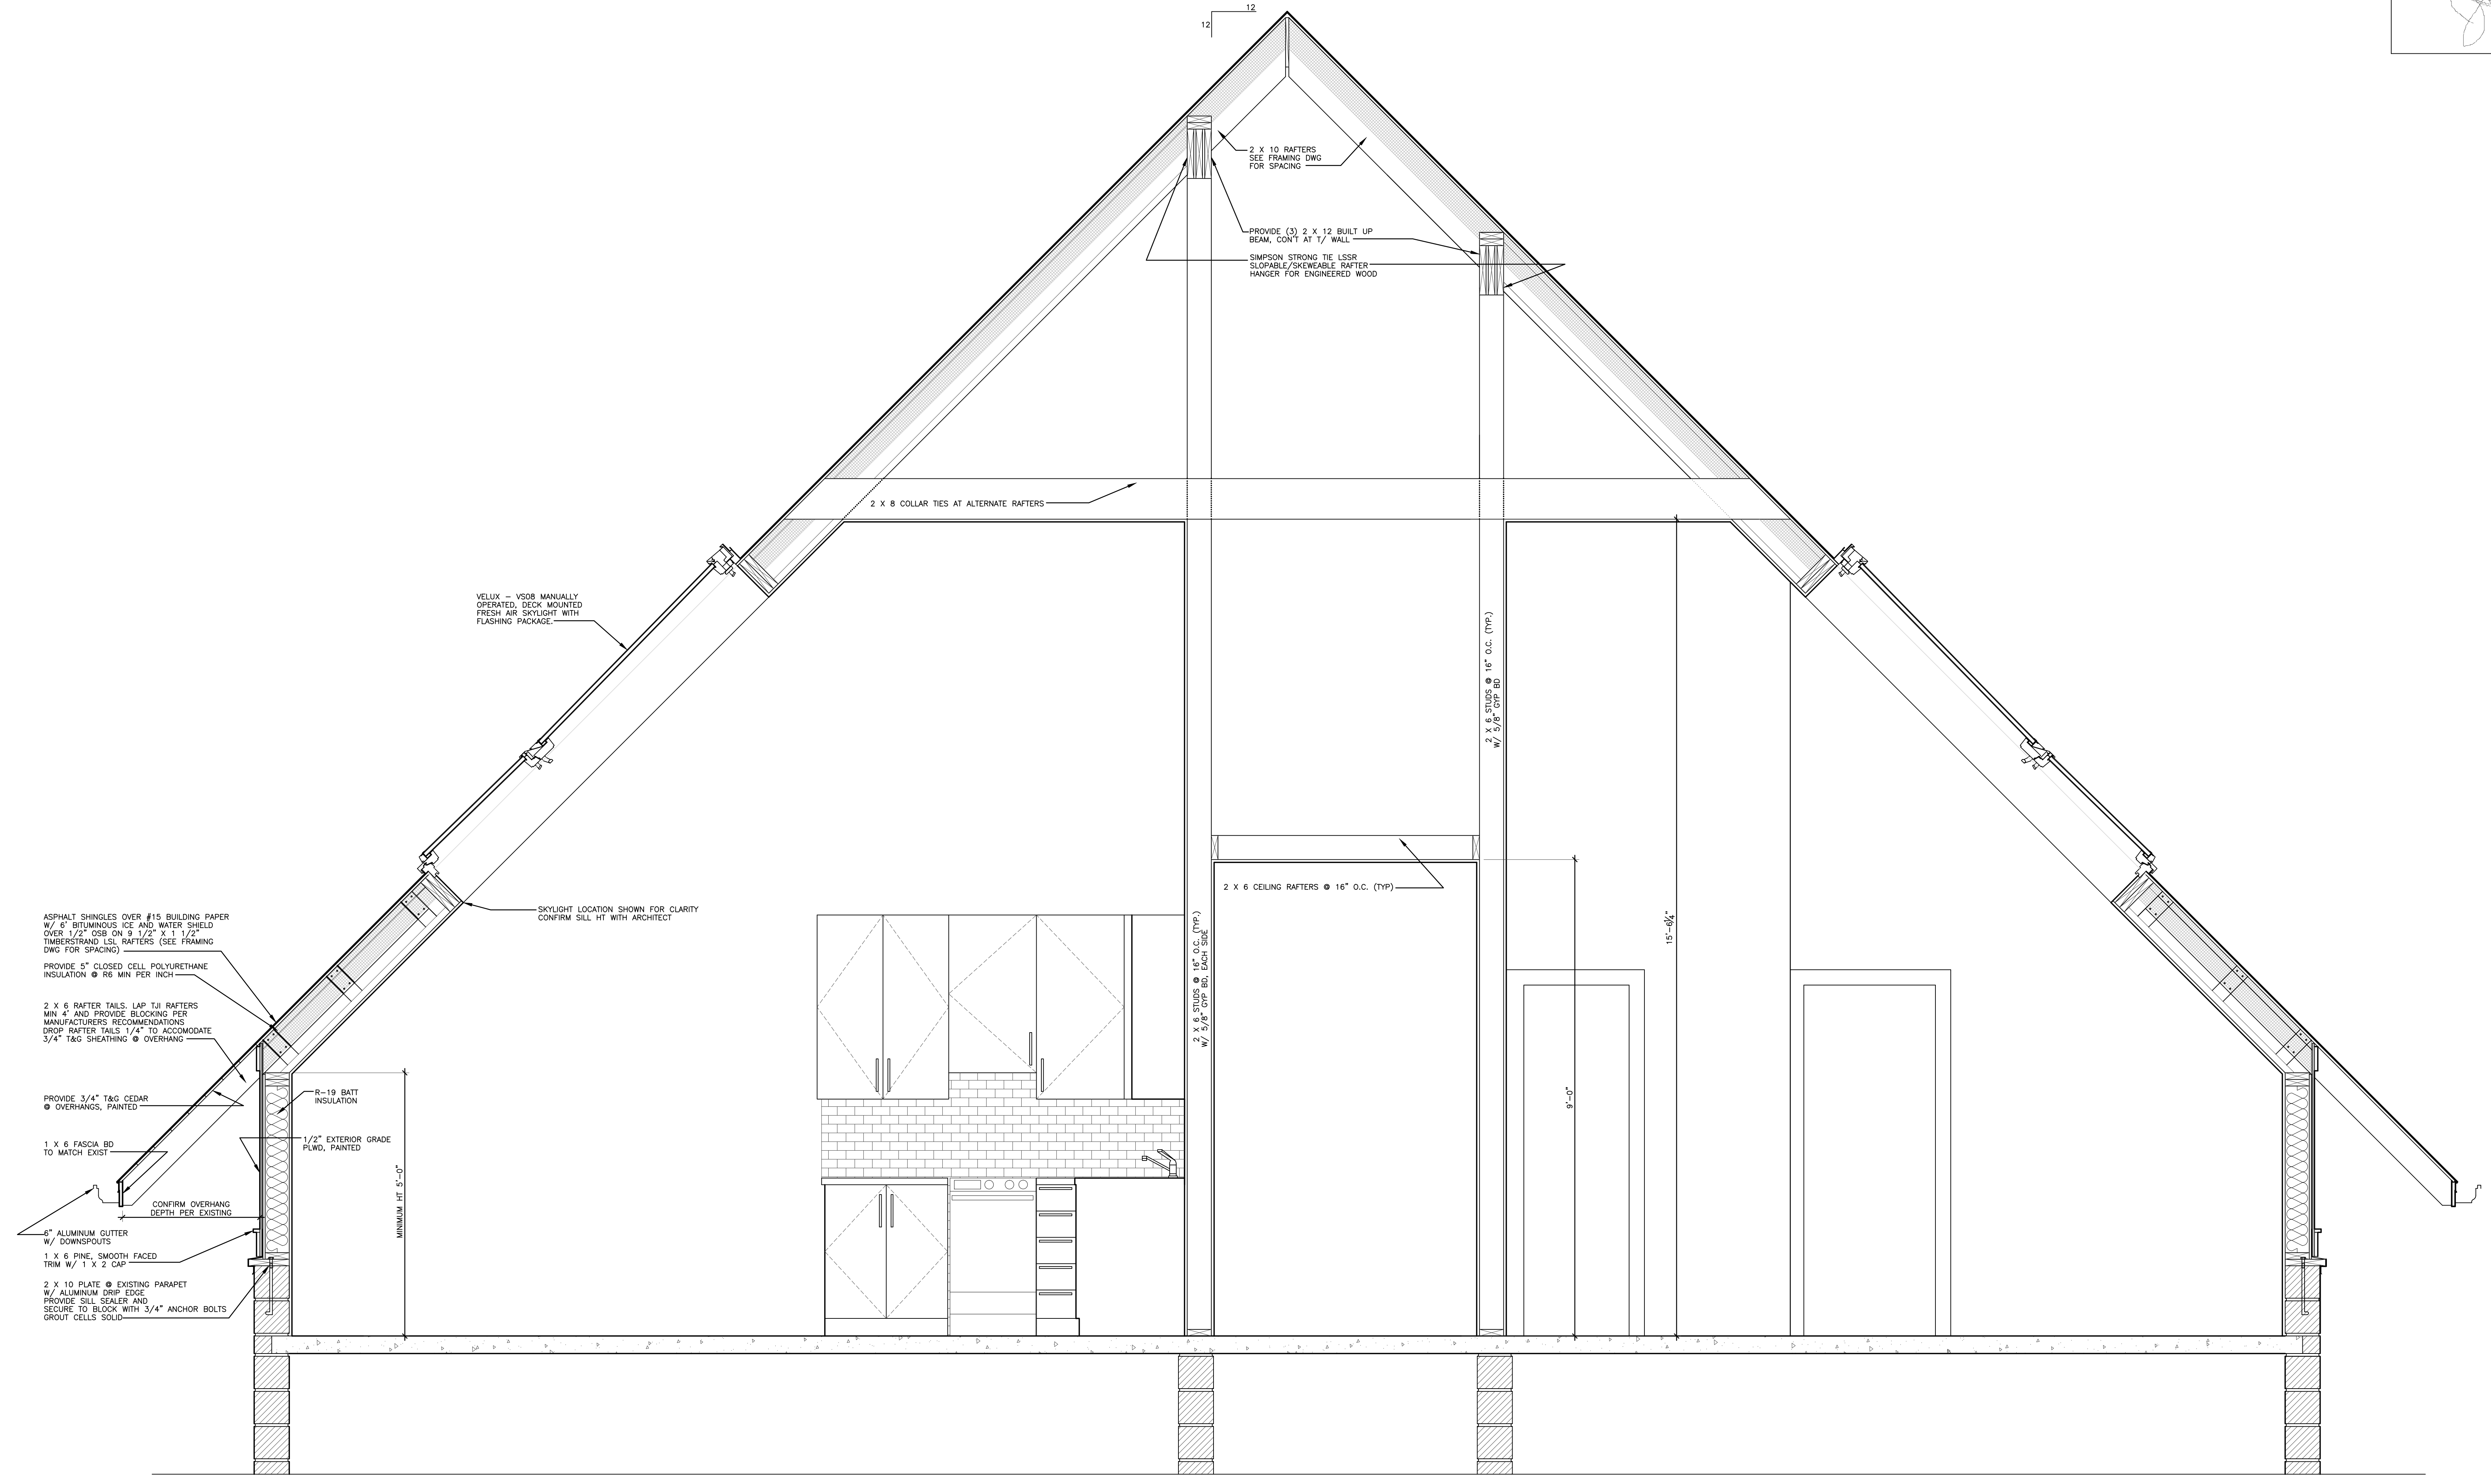 12
12
2 X 10 RAFTERS
SEE FRAMING DWG
FOR SPACING
PROVIDE (3) 2 X 12 BUILT UP
BEAM, CON'T AT T/ WALL
SIMPSON STRONG TIE LSSR
SLOPABLE/SKEWEABLE RAFTER
HANGER FOR ENGINEERED WOOD
2 X 8 COLLAR TIES AT ALTERNATE RAFTERS
VELUX – VS08 MANUALLY
OPERATED, DECK MOUNTED
FRESH AIR SKYLIGHT WITH
FLASHING PACKAGE.
2 X 6 STUDS @ 16" O.C. (TYP.)
W/ 5/8" GYP BD
2 X 6 CEILING RAFTERS @ 16" O.C. (TYP)
SKYLIGHT LOCATION SHOWN FOR CLARITY
CONFIRM SILL HT WITH ARCHITECT
2 X 6 STUDS @ 16" O.C. (TYP.)
W/ 5/8" GYP BD, EACH SIDE
15'-6¼"
9'-0"
ASPHALT SHINGLES OVER #15 BUILDING PAPER
W/ 6' BITUMINOUS ICE AND WATER SHIELD
OVER 1/2" OSB ON 9 1/2" X 1 1/2"
TIMBERSTRAND LSL RAFTERS (SEE FRAMING
DWG FOR SPACING)
PROVIDE 5" CLOSED CELL POLYURETHANE
INSULATION @ R6 MIN PER INCH
2 X 6 RAFTER TAILS. LAP TJI RAFTERS
MIN 4' AND PROVIDE BLOCKING PER
MANUFACTURERS RECOMMENDATIONS
DROP RAFTER TAILS 1/4" TO ACCOMODATE
3/4" T&G SHEATHING @ OVERHANG
PROVIDE 3/4" T&G CEDAR
@ OVERHANGS, PAINTED
R-19 BATT
INSULATION
1/2" EXTERIOR GRADE
PLWD, PAINTED
1 X 6 FASCIA BD
TO MATCH EXIST
MINIMUM HT 5'-0"
CONFIRM OVERHANG
DEPTH PER EXISTING
6" ALUMINUM GUTTER
W/ DOWNSPOUTS
1 X 6 PINE, SMOOTH FACED
TRIM W/ 1 X 2 CAP
2 X 10 PLATE @ EXISTING PARAPET
W/ ALUMINUM DRIP EDGE
PROVIDE SILL SEALER AND
SECURE TO BLOCK WITH 3/4" ANCHOR BOLTS
GROUT CELLS SOLID